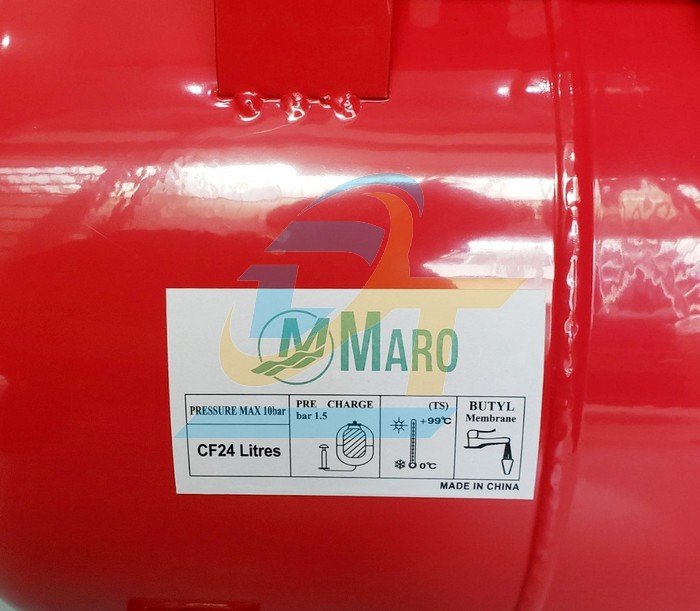 MARO
PRESSURE MAX 10bar
CF24 Litres
PRE CHARGE
bar 1.5
(TS)
+99°C
0°C
BUTYL
Membrane
MADE IN CHINA